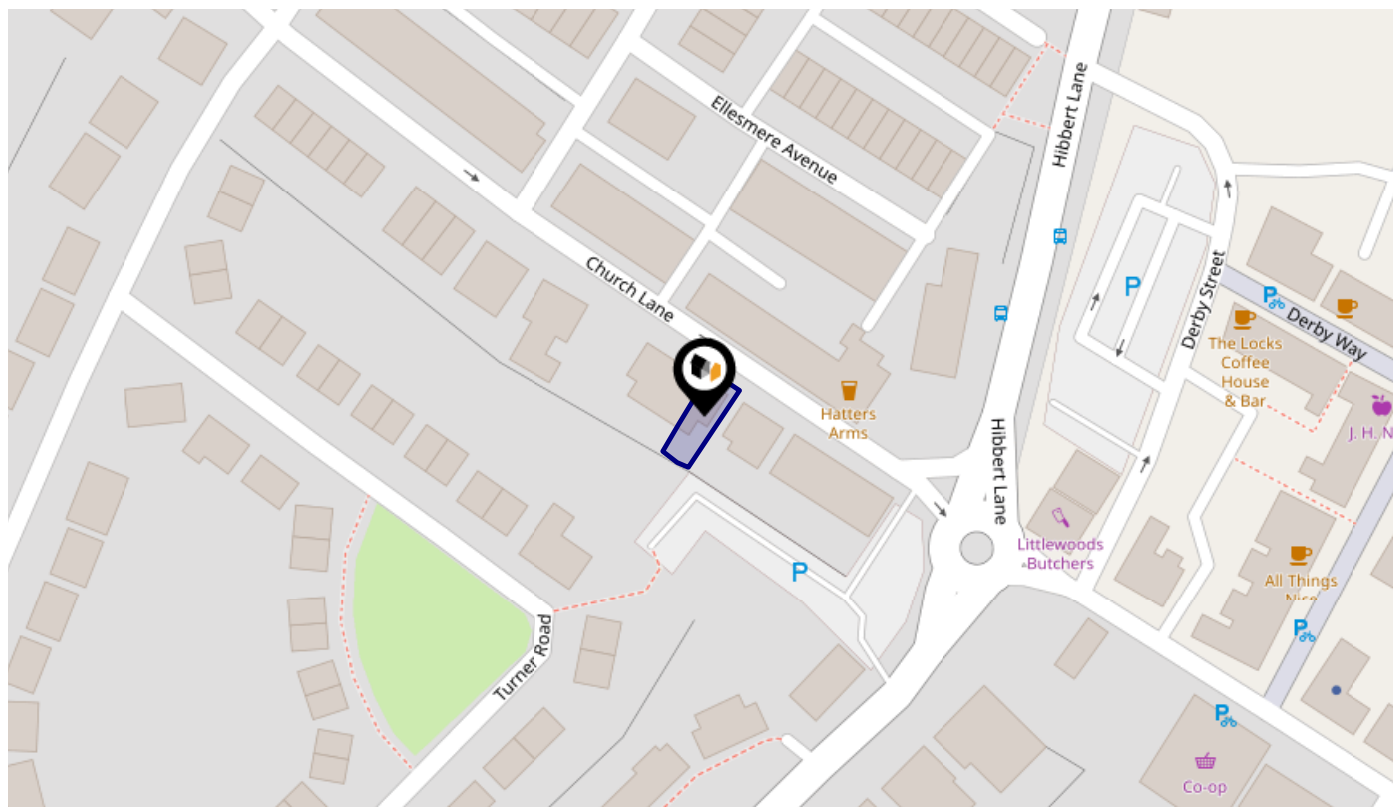 Ellesmere Avenue
Hibbert Lane
Church Lane
Derby Street
Derby Way
P
P
The Locks
Coffee
House
& Bar
J. H. N
Hatters
Arms
Hibbert Lane
Littlewoods
Butchers
All Things
P
P
Turner Road
P
Co-op